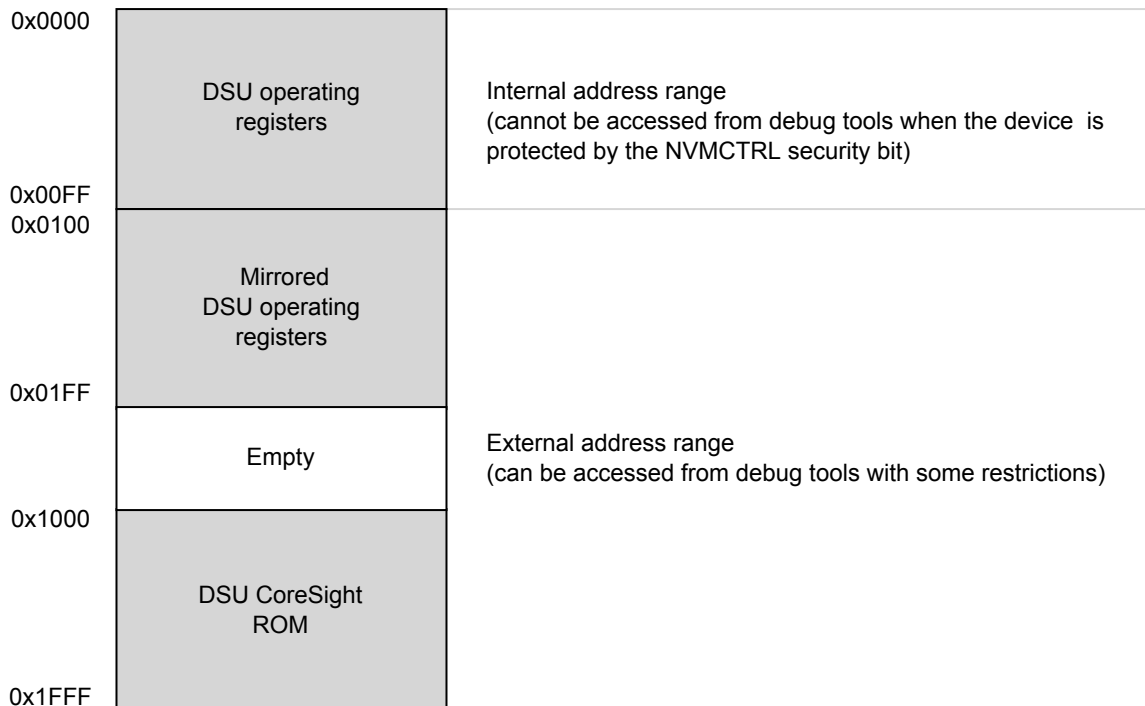 0x0000
DSU operating
registers
Internal address range
(cannot be accessed from debug tools when the device is
protected by the NVMCTRL security bit)
0x00FF
0x0100
Mirrored
DSU operating
registers
0x01FF
Empty
External address range
(can be accessed from debug tools with some restrictions)
0x1000
DSU CoreSight
ROM
0x1FFF